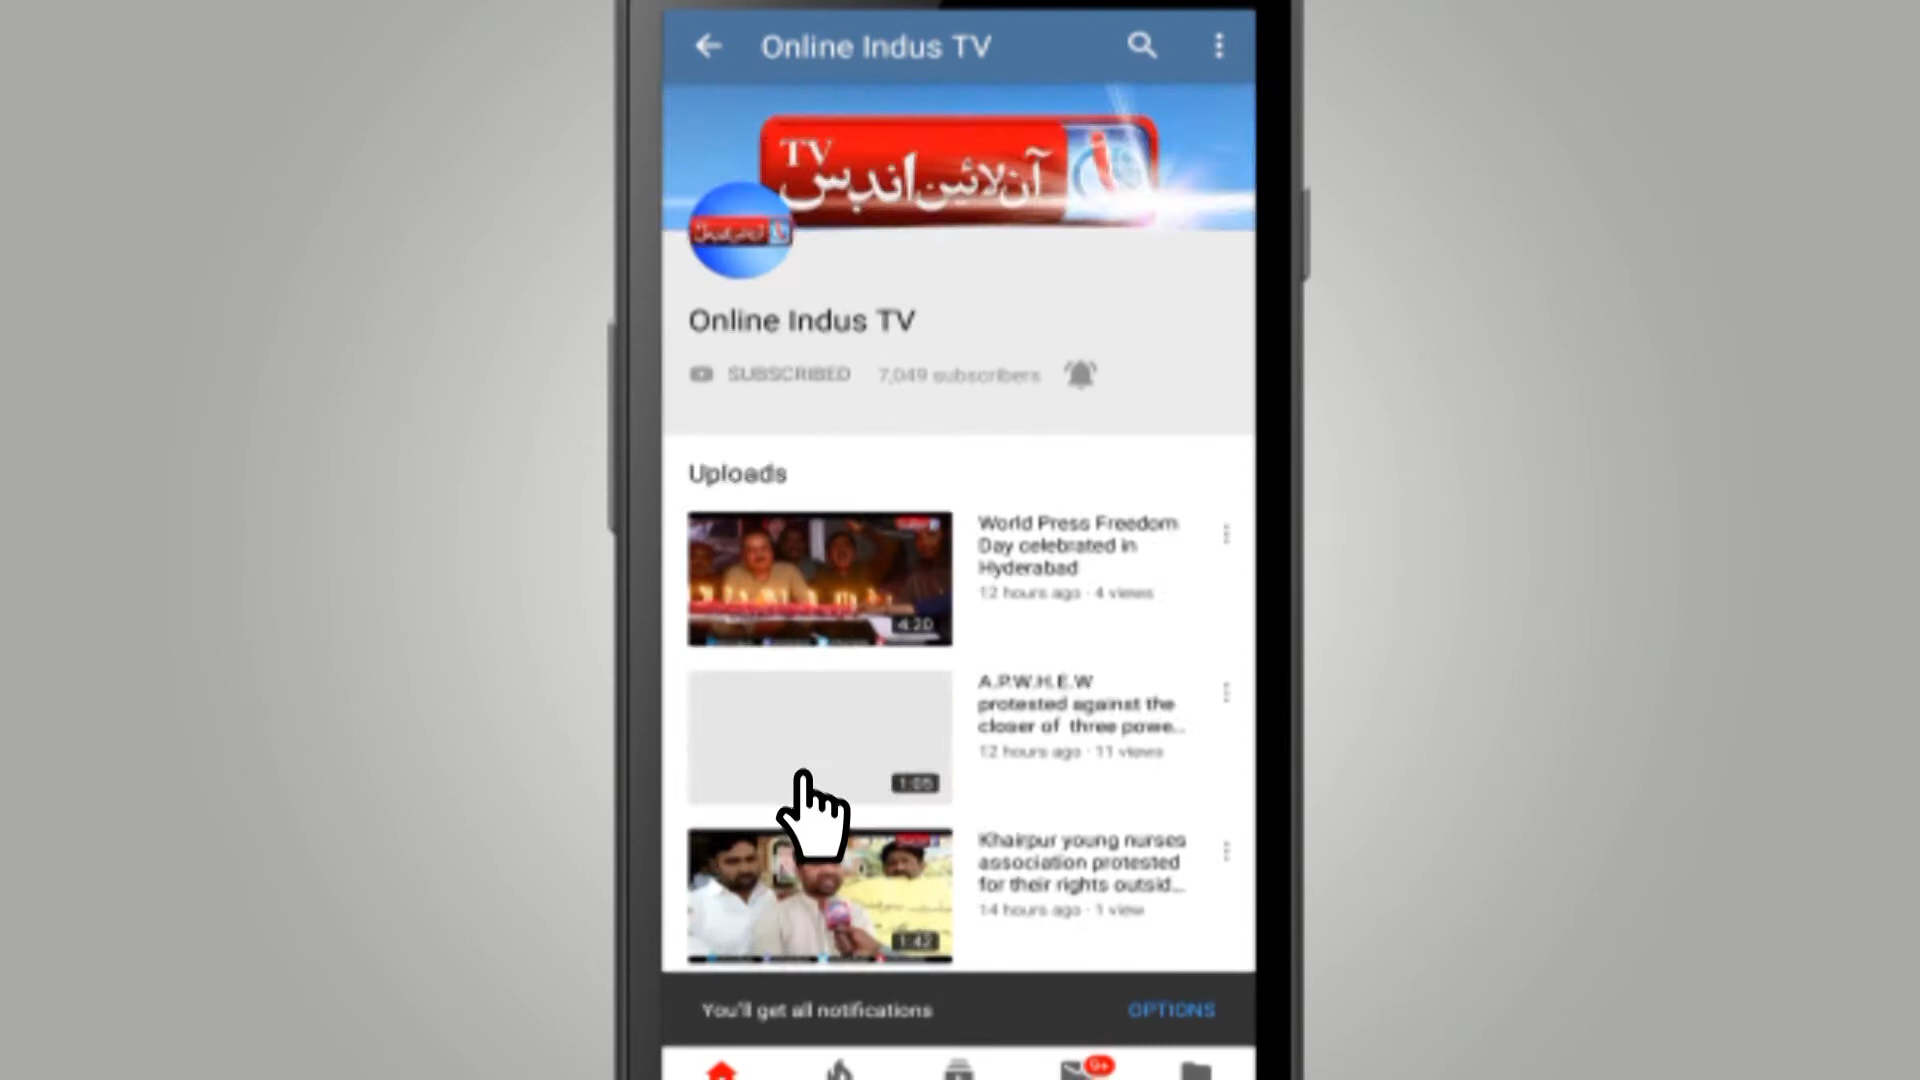 Online Indus TV
TV
آن لائين انڊس
Online Indus TV
SUBSCRIBED 7,049 subscribers
Uploads
World Press Freedom
Day celebrated in
Hyderabad
12 hours ago · 4 views
4:20
A.P.W.H.E.W
protested against the
closer of three powe...
12 hours ago · 11 views
1:05
Khairpur young nurses
association protested
for their rights outsid...
14 hours ago · 1 view
1:42
You'll get all notifications OPTIONS
9+